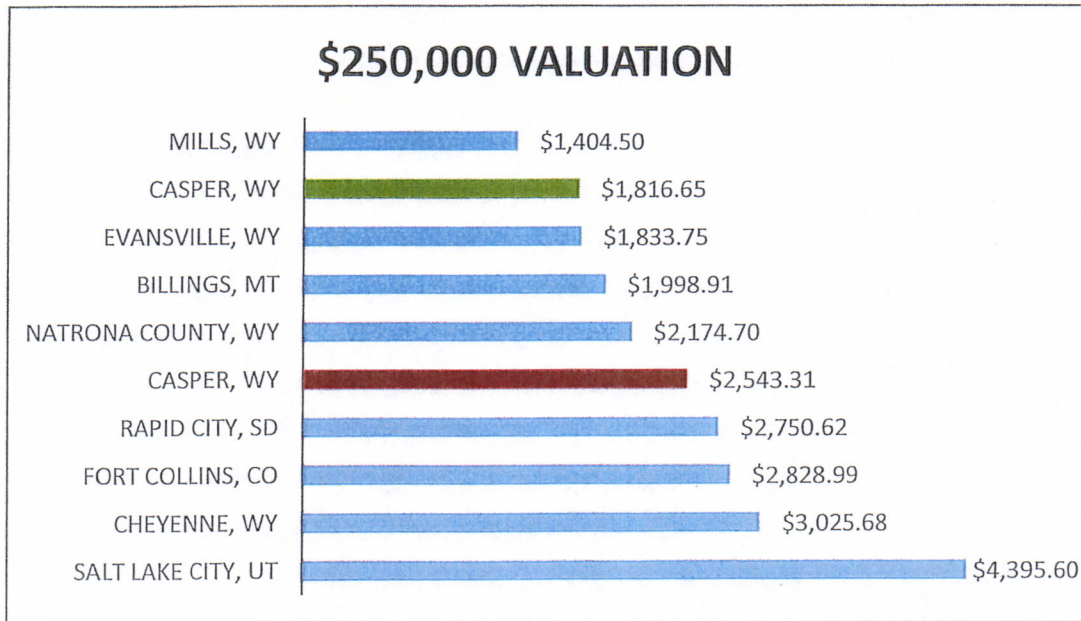 $250,000 VALUATION
MILLS, WY $1,404.50
CASPER, WY $1,816.65
EVANSVILLE, WY $1,833.75
BILLINGS, MT $1,998.91
NATRONA COUNTY, WY $2,174.70
CASPER, WY $2,543.31
RAPID CITY, SD $2,750.62
FORT COLLINS, CO $2,828.99
CHEYENNE, WY $3,025.68
SALT LAKE CITY, UT $4,395.60